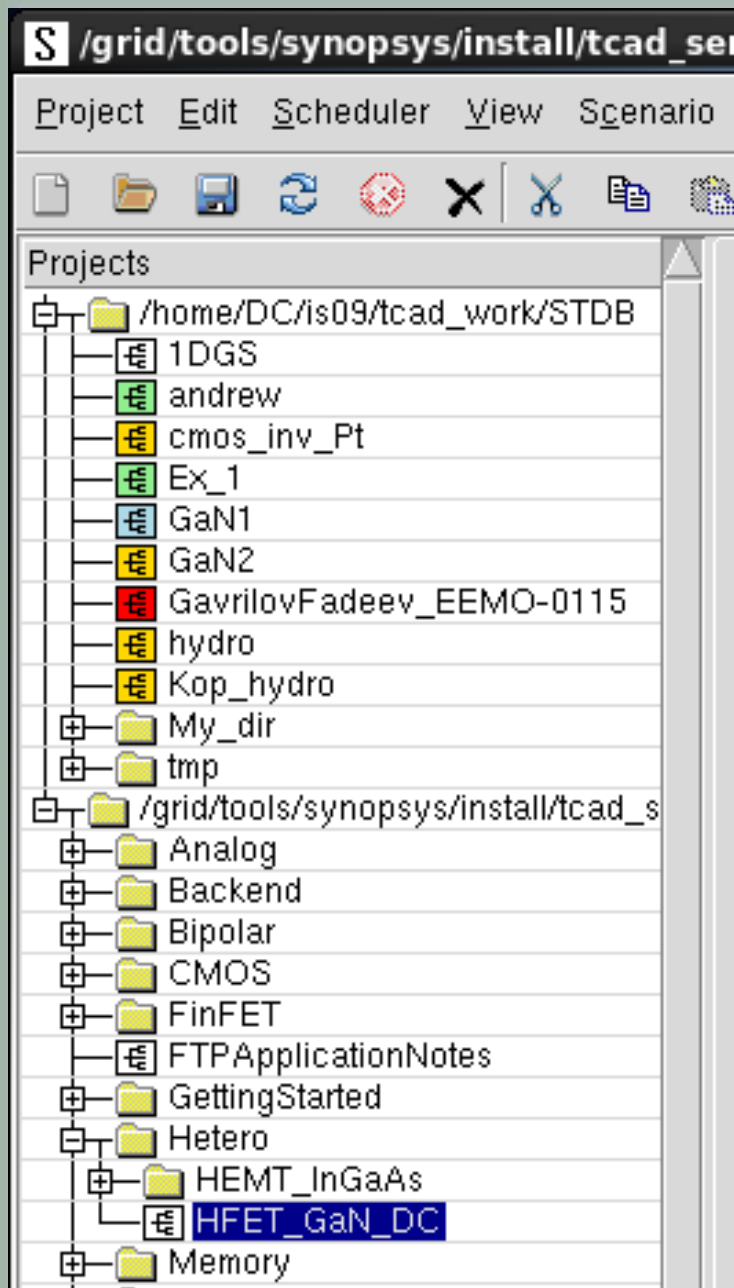 S /grid/tools/synopsys/install/tcad_se
Project Edit Scheduler View Scenario
Projects
/home/DC/is09/tcad_work/STDB
1DGS
andrew
cmos_inv_Pt
Ex_1
GaN1
GaN2
GavrilovFadeev_EEMO-0115
hydro
Kop_hydro
My_dir
tmp
/grid/tools/synopsys/install/tcad_s
Analog
Backend
Bipolar
CMOS
FinFET
FTPApplicationNotes
GettingStarted
Hetero
HEMT_InGaAs
HFET_GaN_DC
Memory